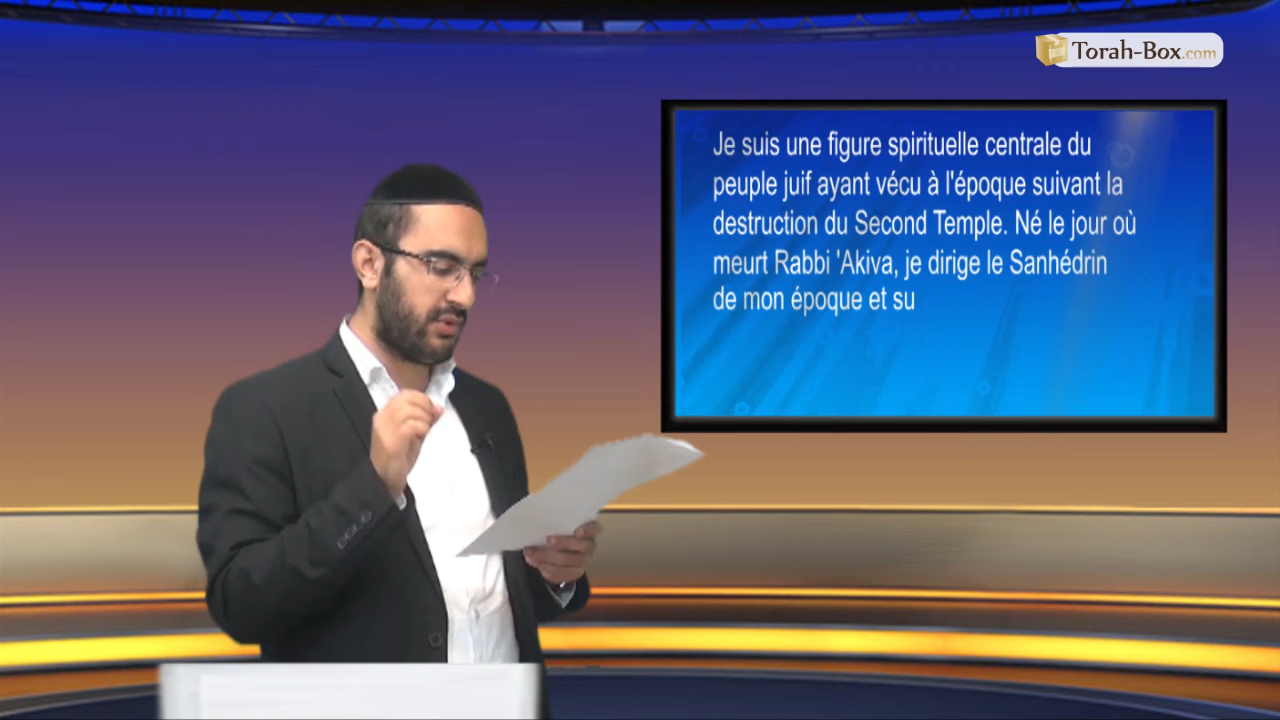 Torah-Box.com
Je suis une figure spirituelle centrale du
peuple juif ayant vécu à l'époque suivant la
destruction du Second Temple. Né le jour où
meurt Rabbi 'Akiva, je dirige le Sanhédrin
de mon époque et su